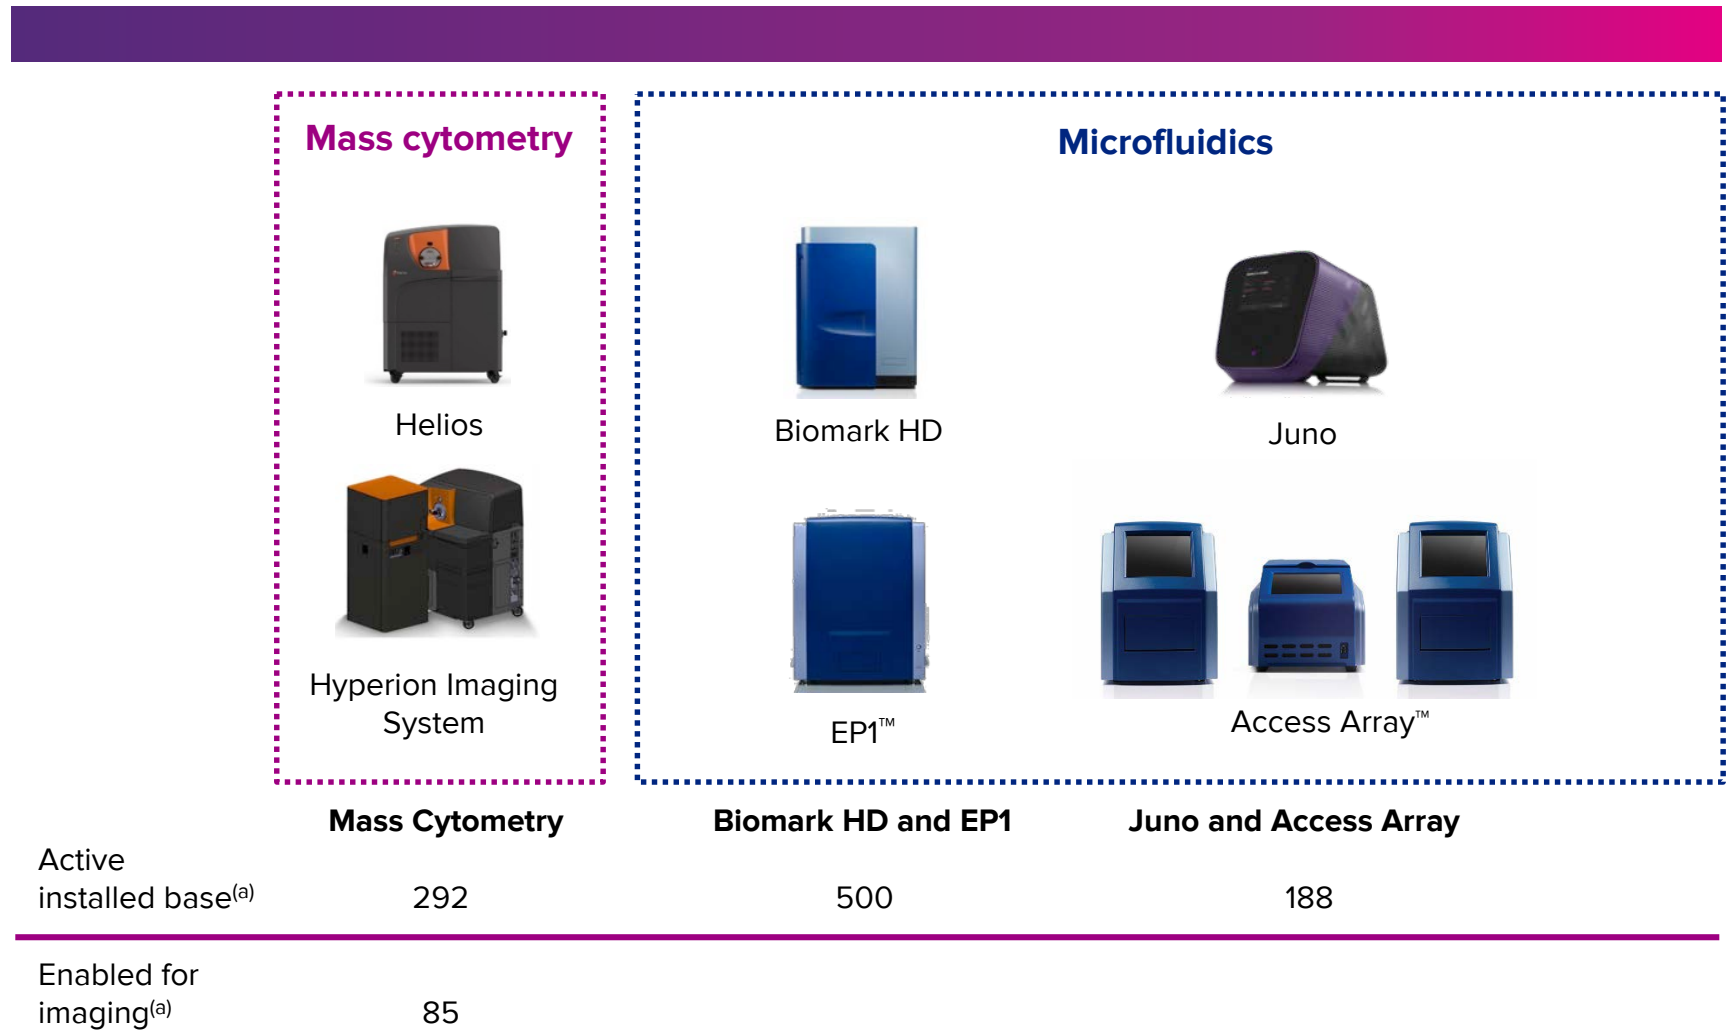 Mass cytometry
Microfluidics
Helios
Biomark HD
Juno
Hyperion Imaging
System
EP1™
Access Array™
Mass Cytometry
Biomark HD and EP1
Juno and Access Array
Active
installed base(a)
292
500
188
Enabled for
imaging(a)
85